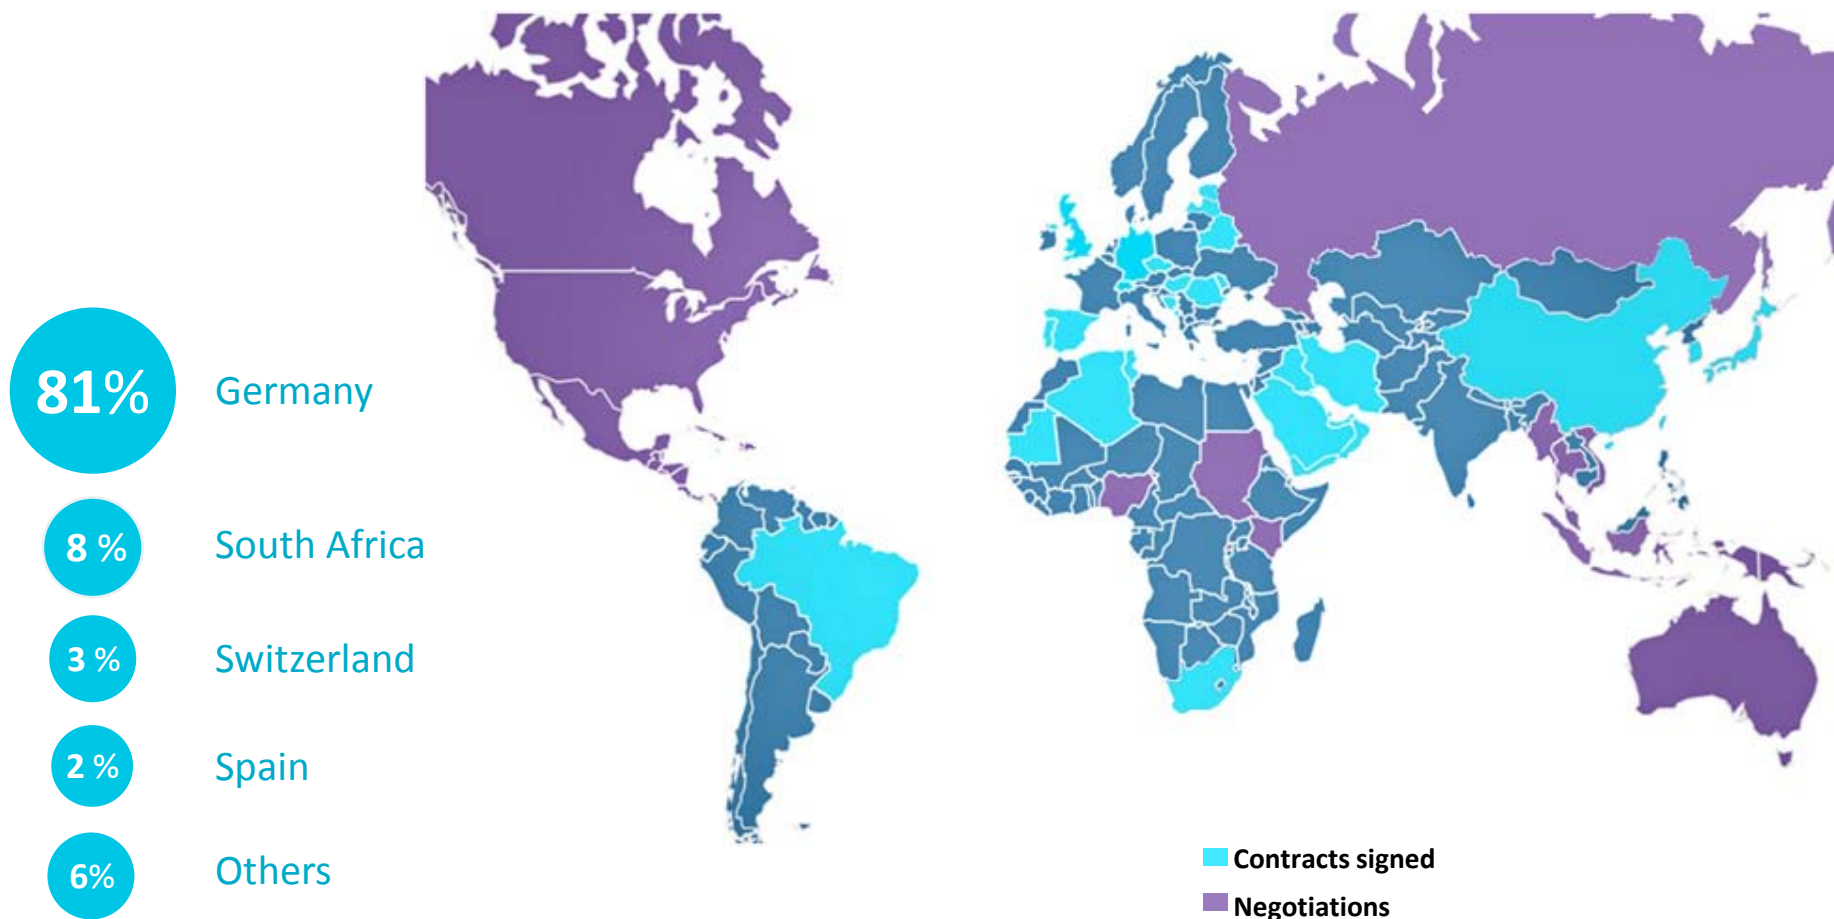 81% Germany
8 % South Africa
3 % Switzerland
2 % Spain
6% Others
Contracts signed
Negotiations